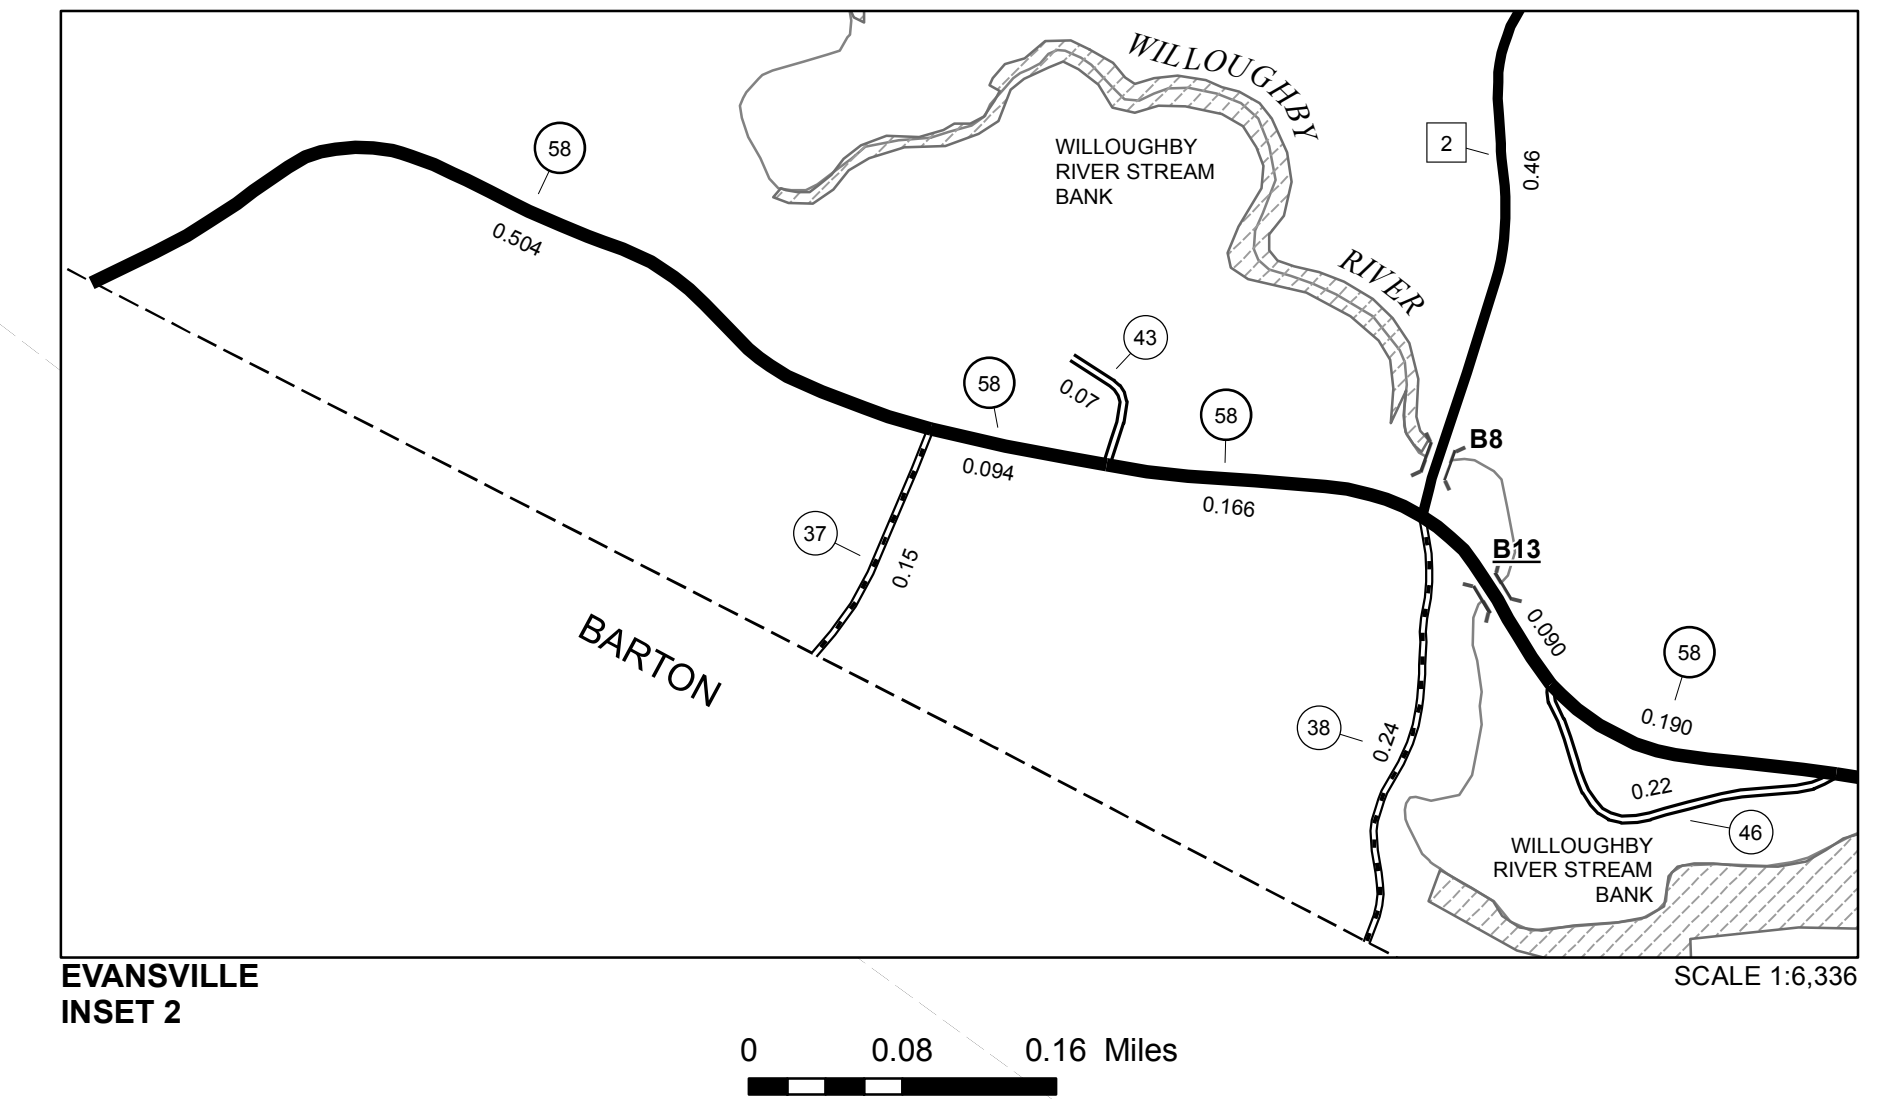 WILLOUGHBY
RIVER
WILLOUGHBY
RIVER STREAM
BANK
2
0.46
58
0.504
43
0.07
58
58
0.094
0.166
B8
37
0.15
B13
0.090
58
0.190
BARTON
38
0.24
0.22
46
WILLOUGHBY
RIVER STREAM
BANK
EVANSVILLE
INSET 2
SCALE 1:6,336
0 0.08 0.16 Miles